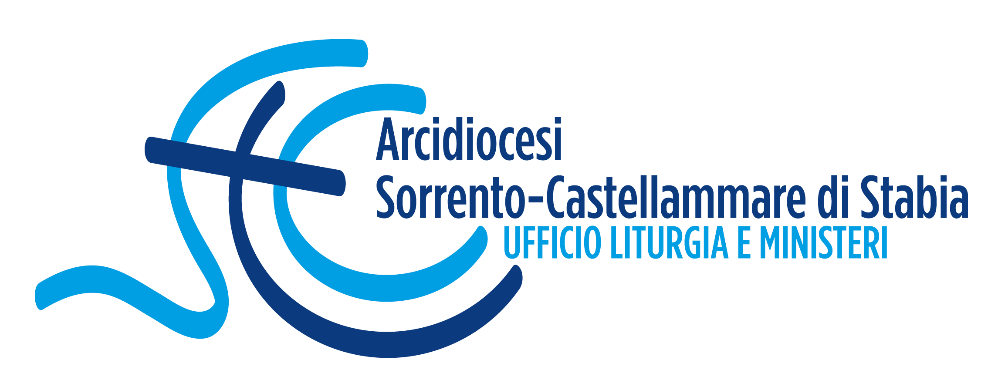 Arcidiocesi
Sorrento-Castellammare di Stabia
UFFICIO LITURGIA E MINISTERI